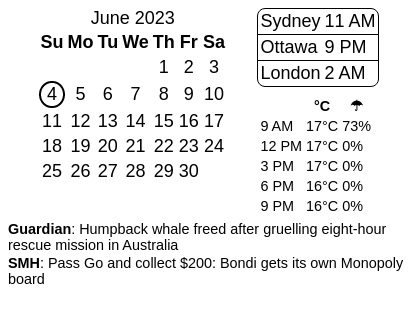 June 2023
Su Mo Tu We Th Fr Sa
1 2 3
4 5 6 7 8 9 10
11 12 13 14 15 16 17
18 19 20 21 22 23 24
25 26 27 28 29 30
Sydney 11 AM
Ottawa 9 PM
London 2 AM
°C ☂
9 AM 17°C 73%
12 PM 17°C 0%
3 PM 17°C 0%
6 PM 16°C 0%
9 PM 16°C 0%
Guardian: Humpback whale freed after gruelling eight-hour
rescue mission in Australia
SMH: Pass Go and collect $200: Bondi gets its own Monopoly
board